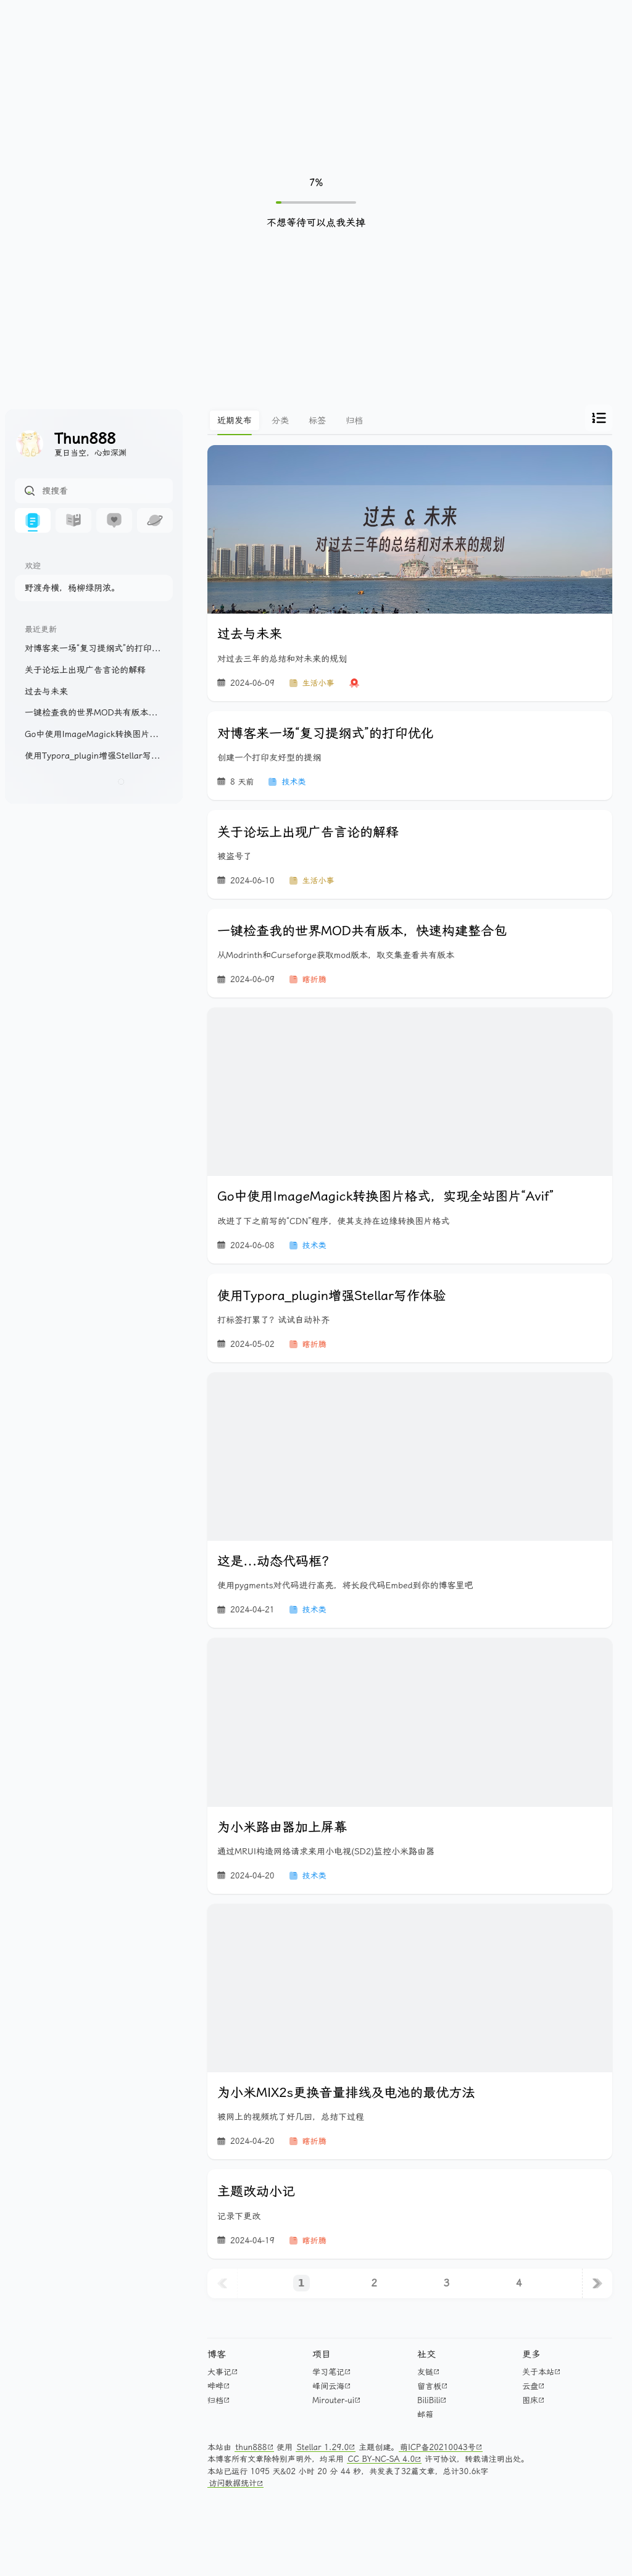 7%
不想等待可以点我关掉
Thun888
夏日当空，心如深渊
搜搜看
欢迎
野渡舟横，杨柳绿阴浓。
最近更新
对博客来一场“复习提纲式”的打印...
关于论坛上出现广告言论的解释
过去与未来
一键检查我的世界MOD共有版本...
Go中使用ImageMagick转换图片...
使用Typora_plugin增强Stellar写...
近期发布 分类 标签 归档
过去 & 未来
对过去三年的总结和对未来的规划
过去与未来
对过去三年的总结和对未来的规划
2024-06-09 生活小事
对博客来一场“复习提纲式”的打印优化
创建一个打印友好型的提纲
8 天前 技术类
关于论坛上出现广告言论的解释
被盗号了
2024-06-10 生活小事
一键检查我的世界MOD共有版本，快速构建整合包
从Modrinth和Curseforge获取mod版本，取交集查看共有版本
2024-06-09 瞎折腾
Go中使用ImageMagick转换图片格式，实现全站图片“Avif”
改进了下之前写的“CDN”程序，使其支持在边缘转换图片格式
2024-06-08 技术类
使用Typora_plugin增强Stellar写作体验
打标签打累了？试试自动补齐
2024-05-02 瞎折腾
这是...动态代码框？
使用pygments对代码进行高亮，将长段代码Embed到你的博客里吧
2024-04-21 技术类
为小米路由器加上屏幕
通过MRUI构造网络请求来用小电视(SD2)监控小米路由器
2024-04-20 技术类
为小米MIX2s更换音量排线及电池的最优方法
被网上的视频坑了好几回，总结下过程
2024-04-20 瞎折腾
主题改动小记
记录下更改
2024-04-19 瞎折腾
1 2 3 4
博客 项目 社交 更多
大事记 学习笔记 友链 关于本站
哔哔 峰间云海 留言板 云盘
归档 Mirouter-ui BiliBili 图床
邮箱
本站由 thun888 使用 Stellar 1.29.0 主题创建。萌ICP备20210043号
本博客所有文章除特别声明外，均采用 CC BY-NC-SA 4.0 许可协议，转载请注明出处。
本站已运行 1095 天&02 小时 20 分 44 秒，共发表了32篇文章，总计30.6k字
访问数据统计